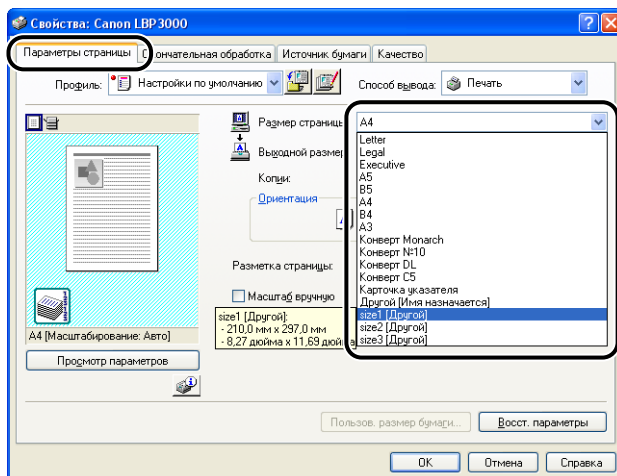 Свойства: Canon LBP3000
Параметры страницы
ончательная обработка
Источник бумаги
Качество
Профиль:
Настройки по умолчанию
Способ вывода:
Печать
Размер страницы
A4
Выходной размер
Letter
Legal
Executive
A5
B5
A4
B4
A3
Конверт Monarch
Конверт №10
Конверт DL
Конверт C5
Карточка указателя
Другой [Имя назначается]
size1 [Другой]
size2 [Другой]
size3 [Другой]
Копии:
Ориентация
A
Разметка страницы:
Масштаб вручную
size1 [Другой]:
- 210,0 мм x 297,0 мм
- 8,27 дюйма x 11,69 дюйма
A4 [Масштабирование: Авто]
Просмотр параметров
Пользов. размер бумаги...
Восст. параметры
OK
Отмена
Справка